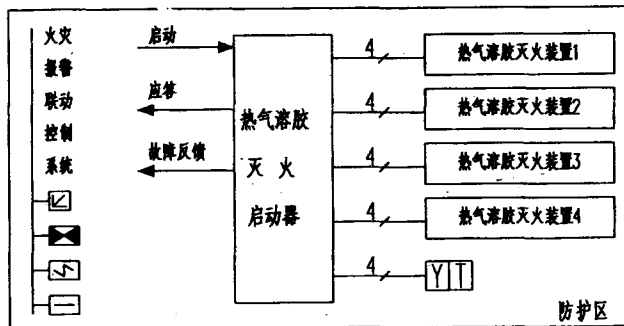 火灾
报警
联动
控制
系统
启动
应答
故障反馈
热气溶胶
灭 火
启动器
4
热气溶胶灭火装置1
4
热气溶胶灭火装置2
4
热气溶胶灭火装置3
4
热气溶胶灭火装置4
4
Y T
防护区